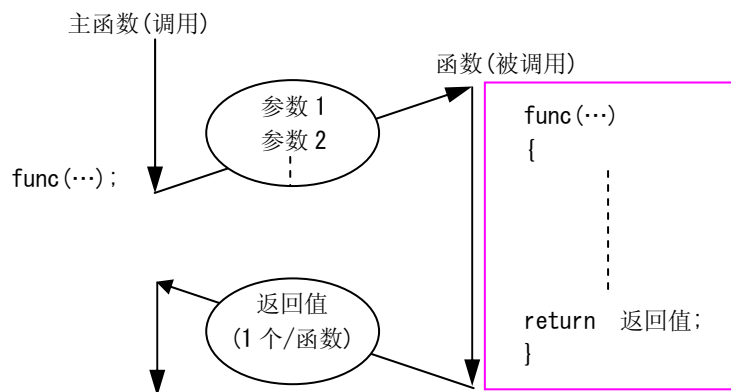 主函数(调用)
函数(被调用)
参数1
参数2
func(…);
func(…)
{
返回值
(1个/函数)
return 返回值;
}